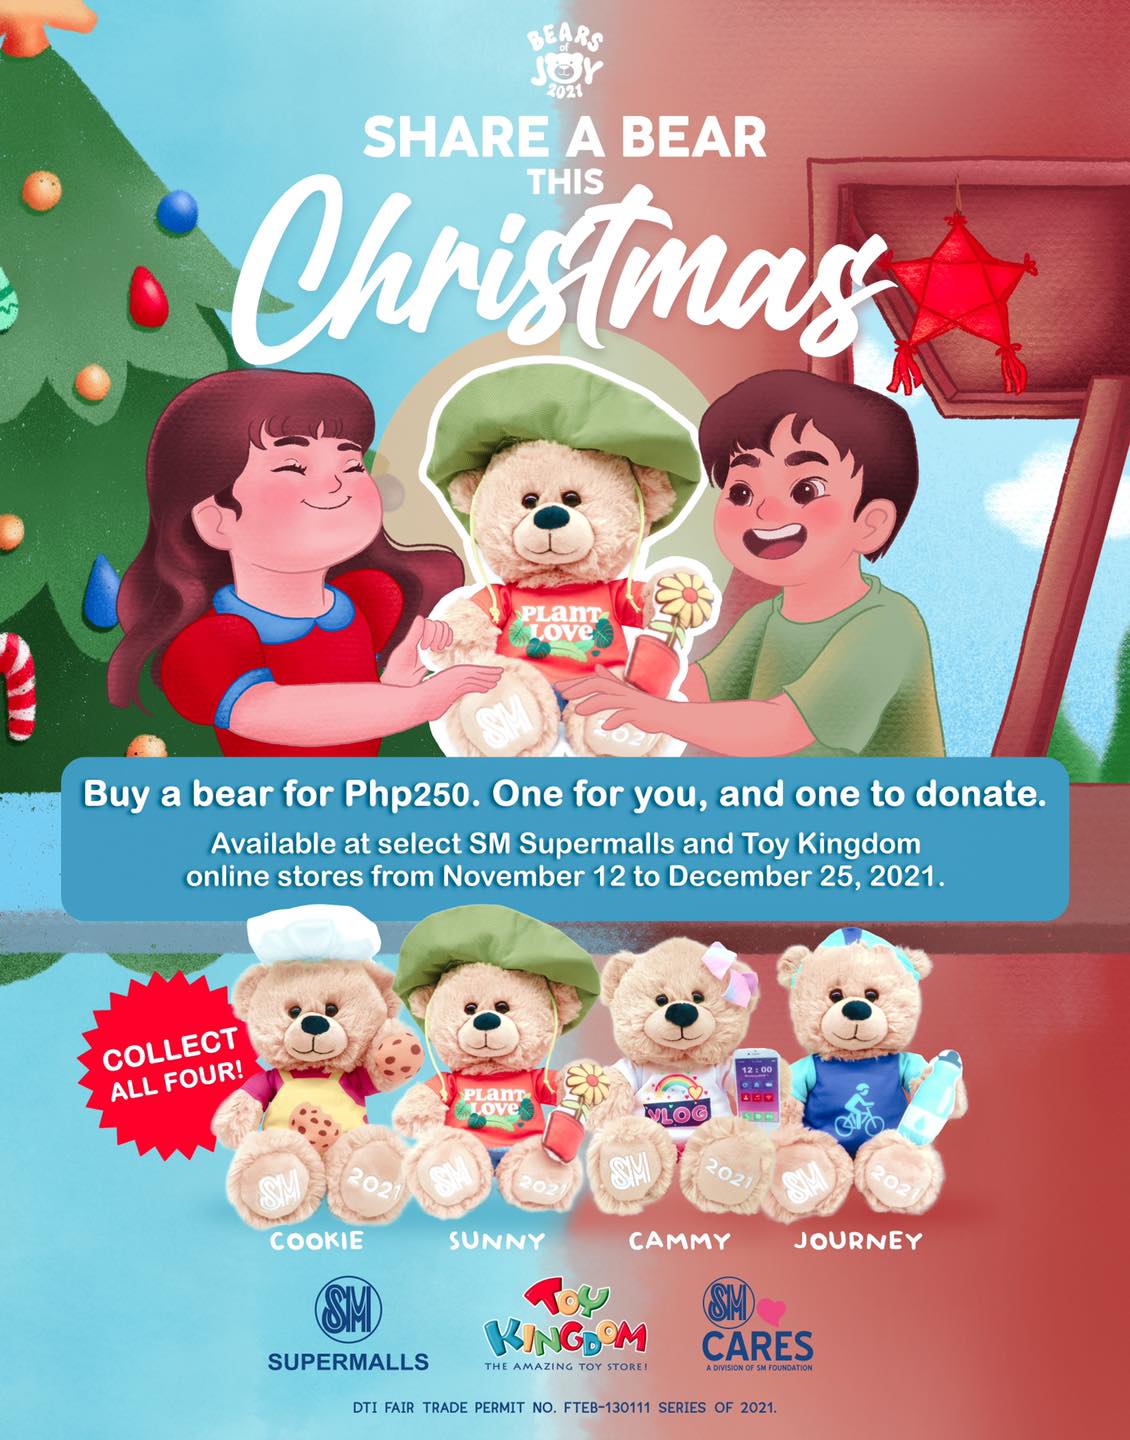 BEARS
of
JOY
2021
SHARE A BEAR
THIS
Christmas
PLANT
LOVE
SM
2021
Buy a bear for Php250. One for you, and one to donate.
Available at select SM Supermalls and Toy Kingdom
online stores from November 12 to December 25, 2021.
COLLECT
ALL FOUR!
PLANT
LOVE
VLOG
12:00
SM
2021
SM
2021
SM
2021
SM
2021
COOKIE
SUNNY
CAMMY
JOURNEY
SM
SUPERMALLS
TOY
KINGDOM
THE AMAZING TOY STORE!
SM
CARES
A DIVISION OF SM FOUNDATION
DTI FAIR TRADE PERMIT NO. FTEB-130111 SERIES OF 2021.